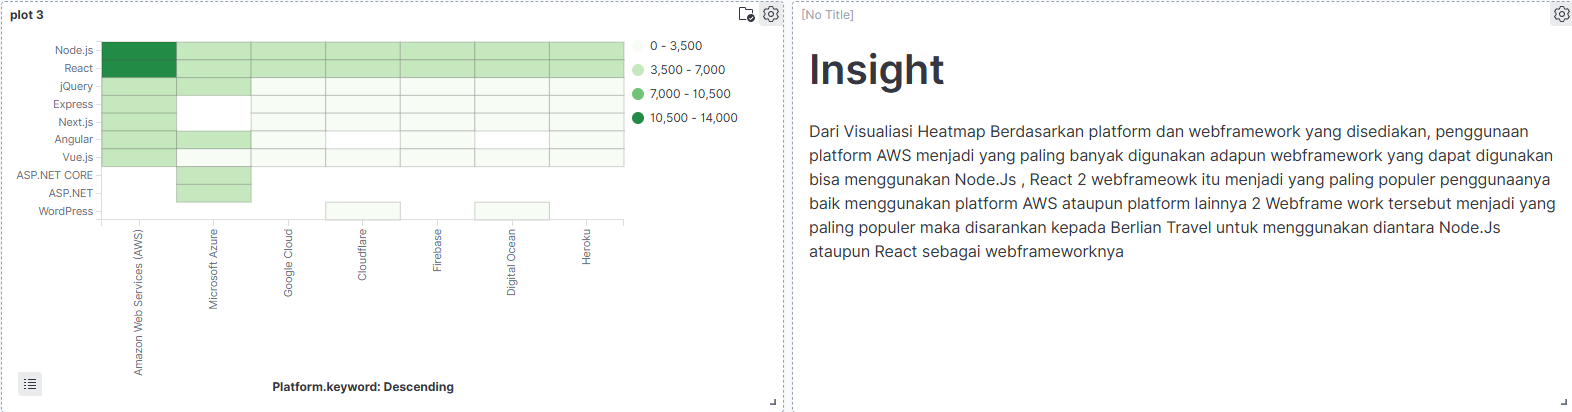 plot 3
Node.js
React
jQuery
Express
Next.js
Angular
Vue.js
ASP.NET CORE
ASP.NET
WordPress
Amazon Web Services (AWS)
Microsoft Azure
Google Cloud
Cloudflare
Firebase
Digital Ocean
Heroku
Platform.keyword: Descending
0 - 3,500
3,500 - 7,000
7,000 - 10,500
10,500 - 14,000
[No Title]
Insight
Dari Visualiasi Heatmap Berdasarkan platform dan webframework yang disediakan, penggunaan
platform AWS menjadi yang paling banyak digunakan adapun webframework yang dapat digunakan
bisa menggunakan Node.Js , React 2 webframeowk itu menjadi yang paling populer penggunaanya
baik menggunakan platform AWS ataupun platform lainnya 2 Webframe work tersebut menjadi yang
paling populer maka disarankan kepada Berlian Travel untuk menggunakan diantara Node.Js
ataupun React sebagai webframeworknya